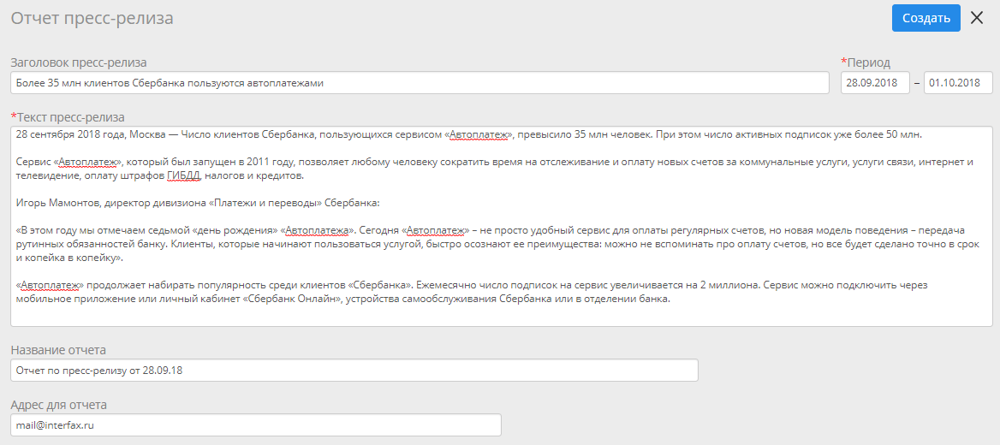 Отчет пресс-релиза
Создать
Заголовок пресс-релиза
*Период
Более 35 млн клиентов Сбербанка пользуются автоплатежами
28.09.2018 – 01.10.2018
*Текст пресс-релиза
28 сентября 2018 года, Москва — Число клиентов Сбербанка, пользующихся сервисом «Автоплатеж», превысило 35 млн человек. При этом число активных подписок уже более 50 млн.
Сервис «Автоплатеж», который был запущен в 2011 году, позволяет любому человеку сократить время на отслеживание и оплату новых счетов за коммунальные услуги, услуги связи, интернет и
телевидение, оплату штрафов ГИБДД, налогов и кредитов.
Игорь Мамонтов, директор дивизиона «Платежи и переводы» Сбербанка:
«В этом году мы отмечаем седьмой «день рождения» «Автоплатежа». Сегодня «Автоплатеж» – не просто удобный сервис для оплаты регулярных счетов, но новая модель поведения – передача
рутинных обязанностей банку. Клиенты, которые начинают пользоваться услугой, быстро осознают ее преимущества: можно не вспоминать про оплату счетов, но все будет сделано точно в срок
и копейка в копейку».
«Автоплатеж» продолжает набирать популярность среди клиентов «Сбербанка». Ежемесячно число подписок на сервис увеличивается на 2 миллиона. Сервис можно подключить через
мобильное приложение или личный кабинет «Сбербанк Онлайн», устройства самообслуживания Сбербанка или в отделении банка.
Название отчета
Отчет по пресс-релизу от 28.09.18
Адрес для отчета
mail@interfax.ru